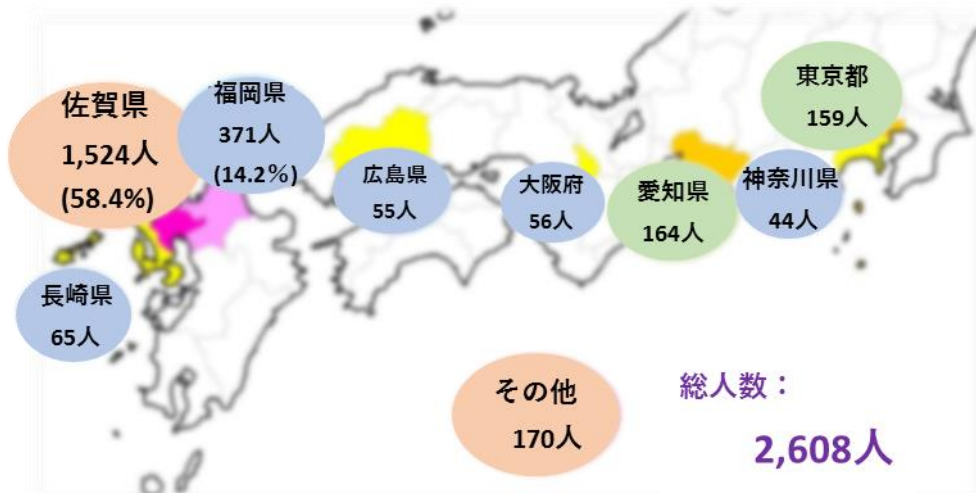 佐賀県
1,524人
(58.4%)
福岡県
371人
(14.2%)
広島県
55人
大阪府
56人
愛知県
164人
神奈川県
44人
東京都
159人
長崎県
65人
その他
170人
総人数：
2,608人